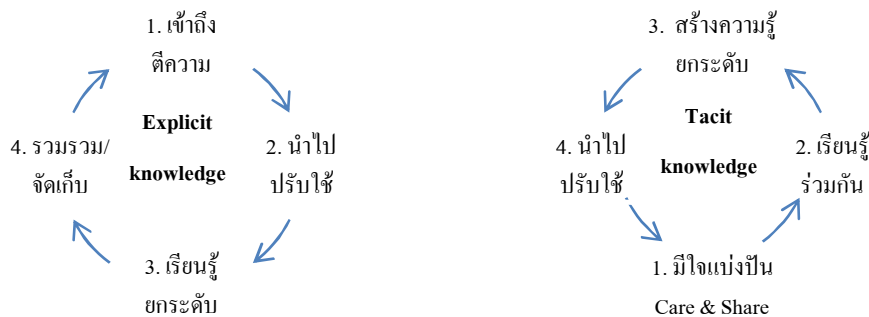 1. เข้าถึง
ตีความ
Explicit
knowledge
2. นำไป
ปรับใช้
3. เรียนรู้
ยกระดับ
4. รวมรวม/
จัดเก็บ
3. สร้างความรู้
ยกระดับ
Tacit
knowledge
4. นำไป
ปรับใช้
2. เรียนรู้
ร่วมกัน
1. มีใจแบ่งปัน
Care & Share